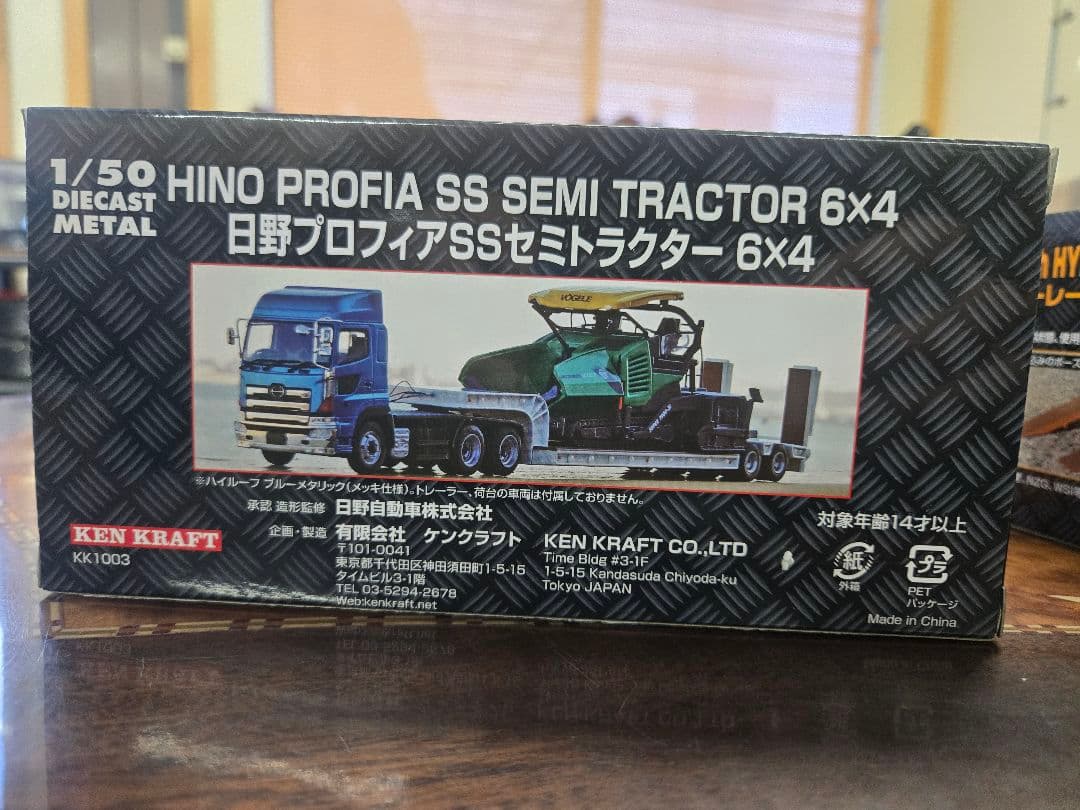 1/50
DIECAST
METAL
HINO PROFIA SS SEMI TRACTOR 6×4
日野プロフィアSSセミトラクター 6×4
VÖGELE
※ハイルーフ ブルーメタリック(メッキ仕様)。トレーラー、荷台の車両は付属しておりません。
承認 造形監修 日野自動車株式会社
企画・製造 有限会社 ケンクラフト
〒101-0041
東京都千代田区神田須田町1-5-15
タイムビル3-1階
TEL 03-5294-2678
Web:kenkraft.net
KEN KRAFT CO.,LTD
Time Bldg #3-1F
1-5-15 Kandasuda Chiyoda-ku
Tokyo JAPAN
KEN KRAFT
KK1003
対象年齢14才以上
紙
外箱
プラ
PET
パッケージ
Made in China
HY